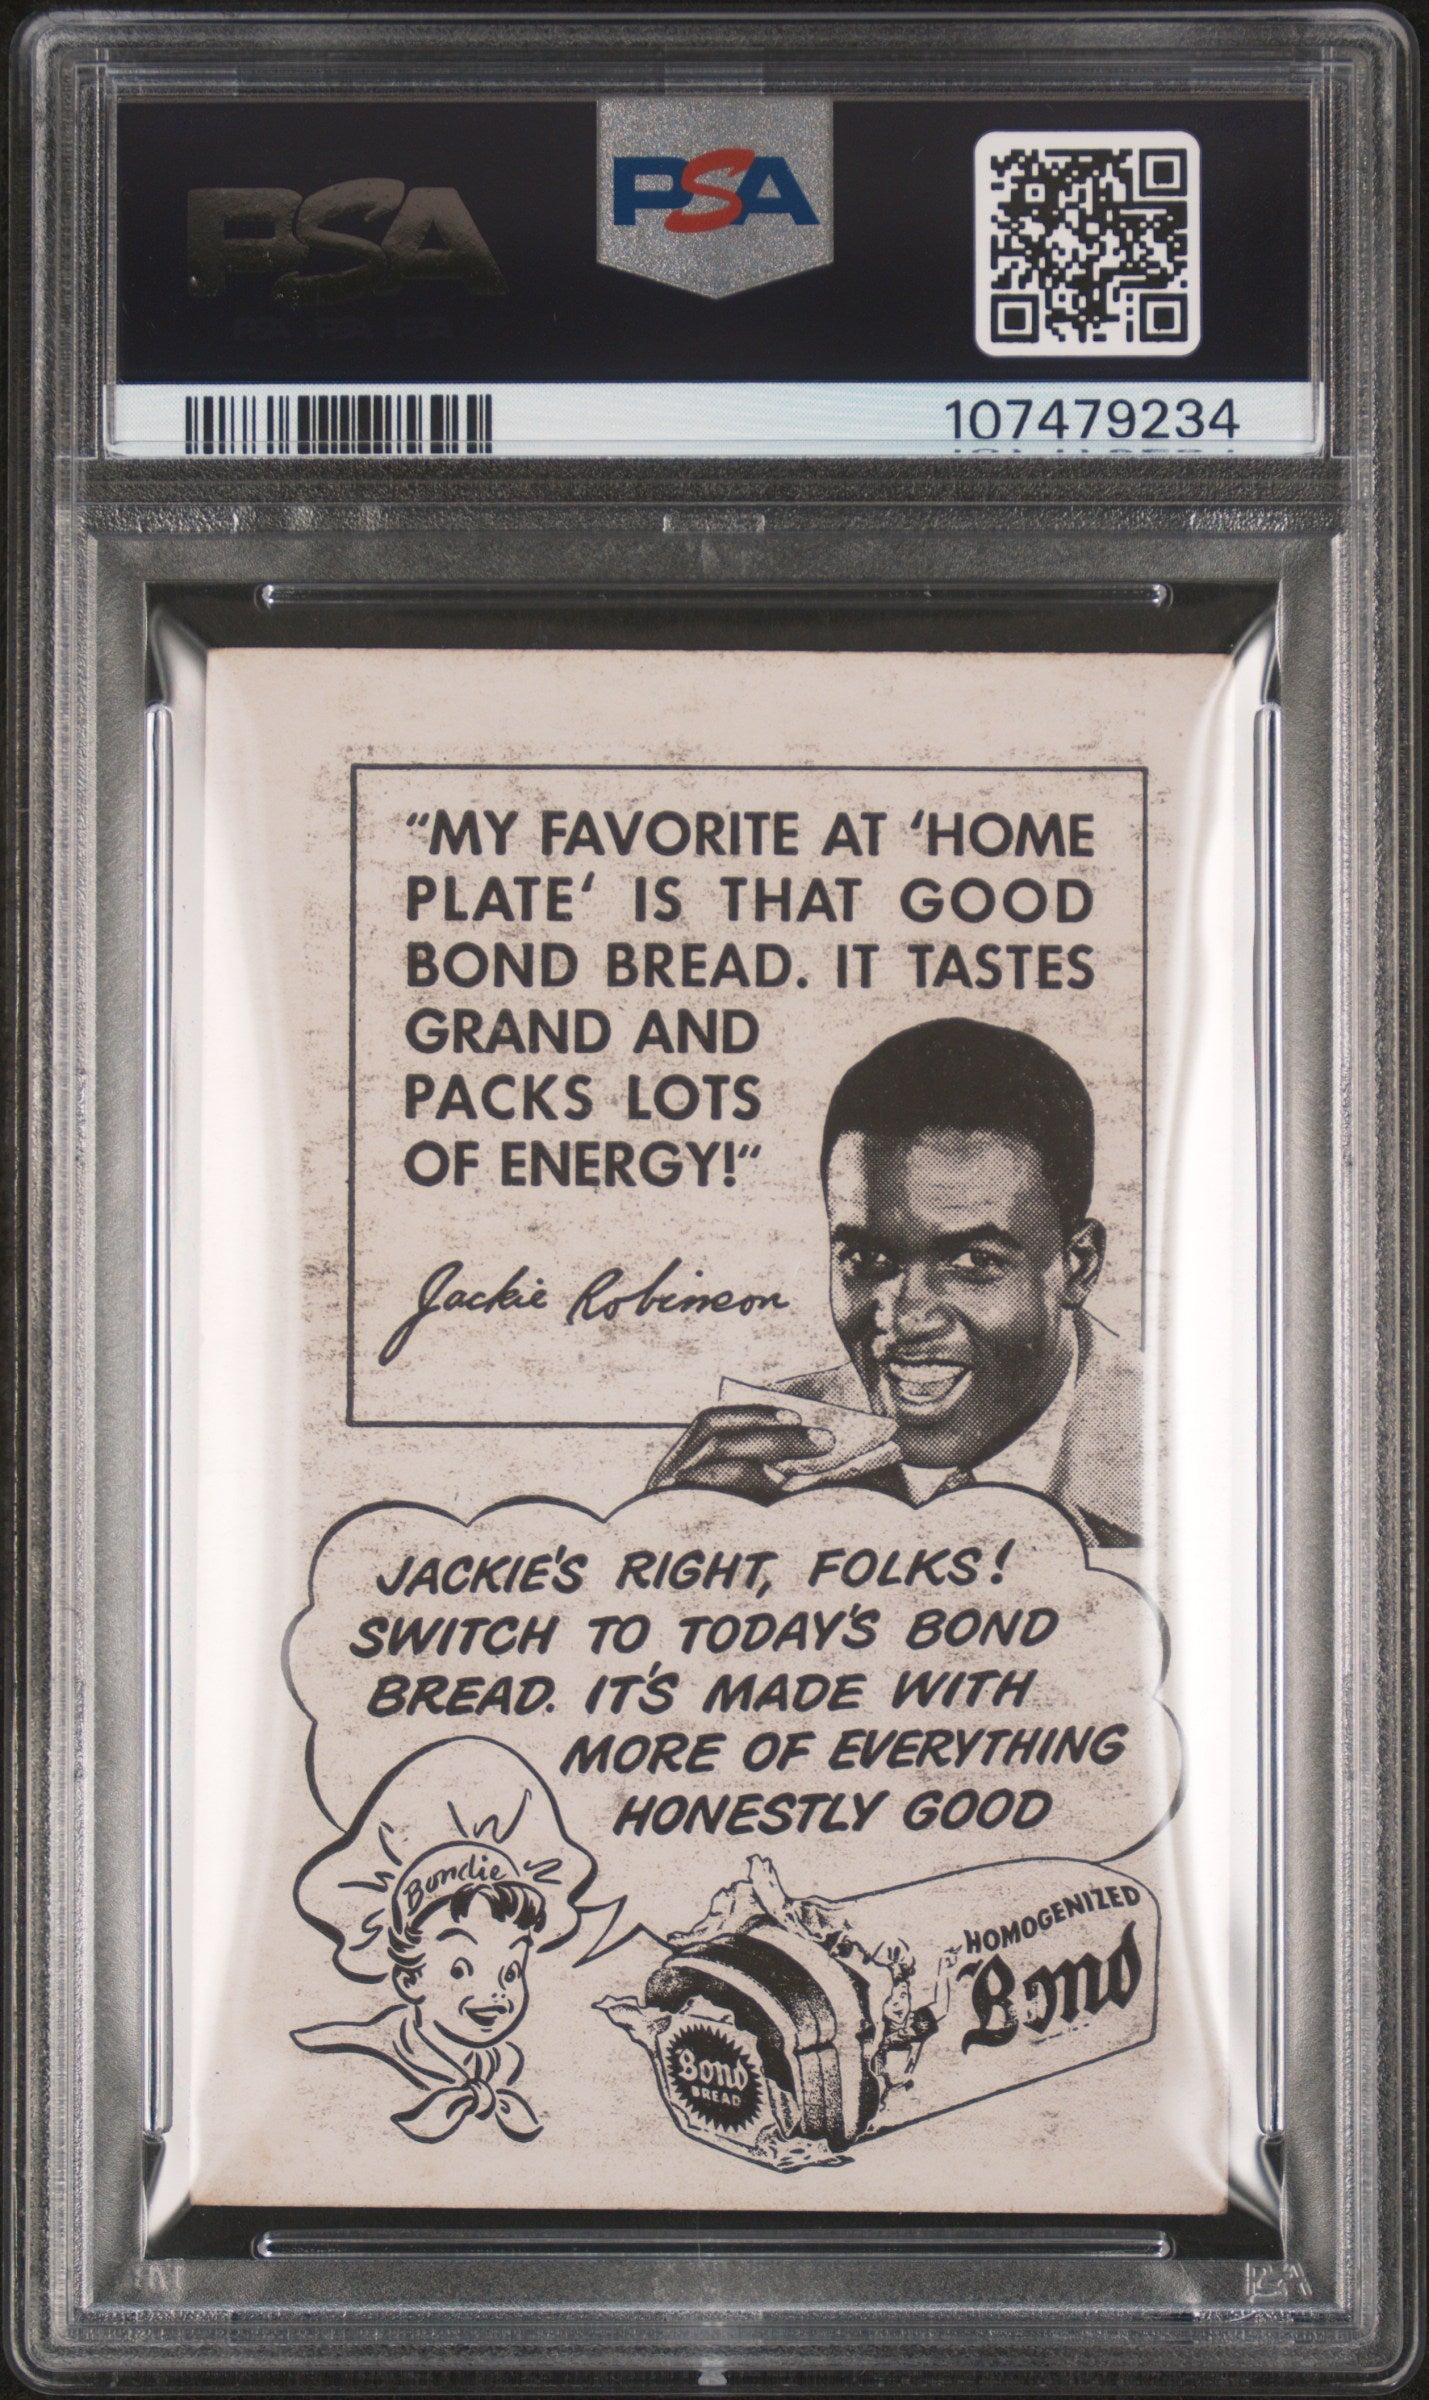 PSA
PSA
107479234
“MY FAVORITE AT ‘HOME
PLATE‘ IS THAT GOOD
BOND BREAD. IT TASTES
GRAND AND
PACKS LOTS
OF ENERGY!“
Jackie Robinson
JACKIE'S RIGHT, FOLKS!
SWITCH TO TODAY'S BOND
BREAD. IT'S MADE WITH
MORE OF EVERYTHING
HONESTLY GOOD
Bondie
HOMOGENIZED
Bond
Bond
BREAD
PSA